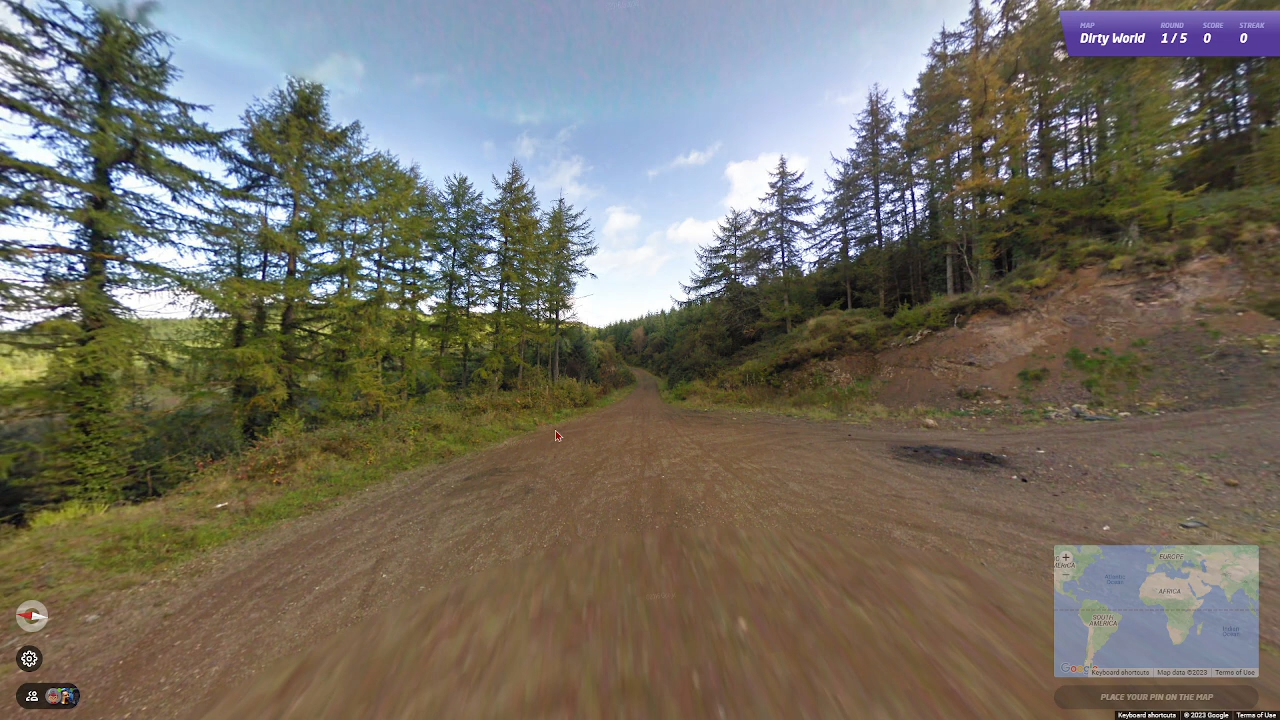 MAP ROUND SCORE STREAK
Dirty World 1 / 5 0 0
EUROPE
Atlantic
Ocean
AFRICA
SOUTH
AMERICA
Indian
Ocean
Google
Keyboard shortcuts Map data ©2023 Terms of Use
PLACE YOUR PIN ON THE MAP
Keyboard shortcuts © 2023 Google Terms of Use